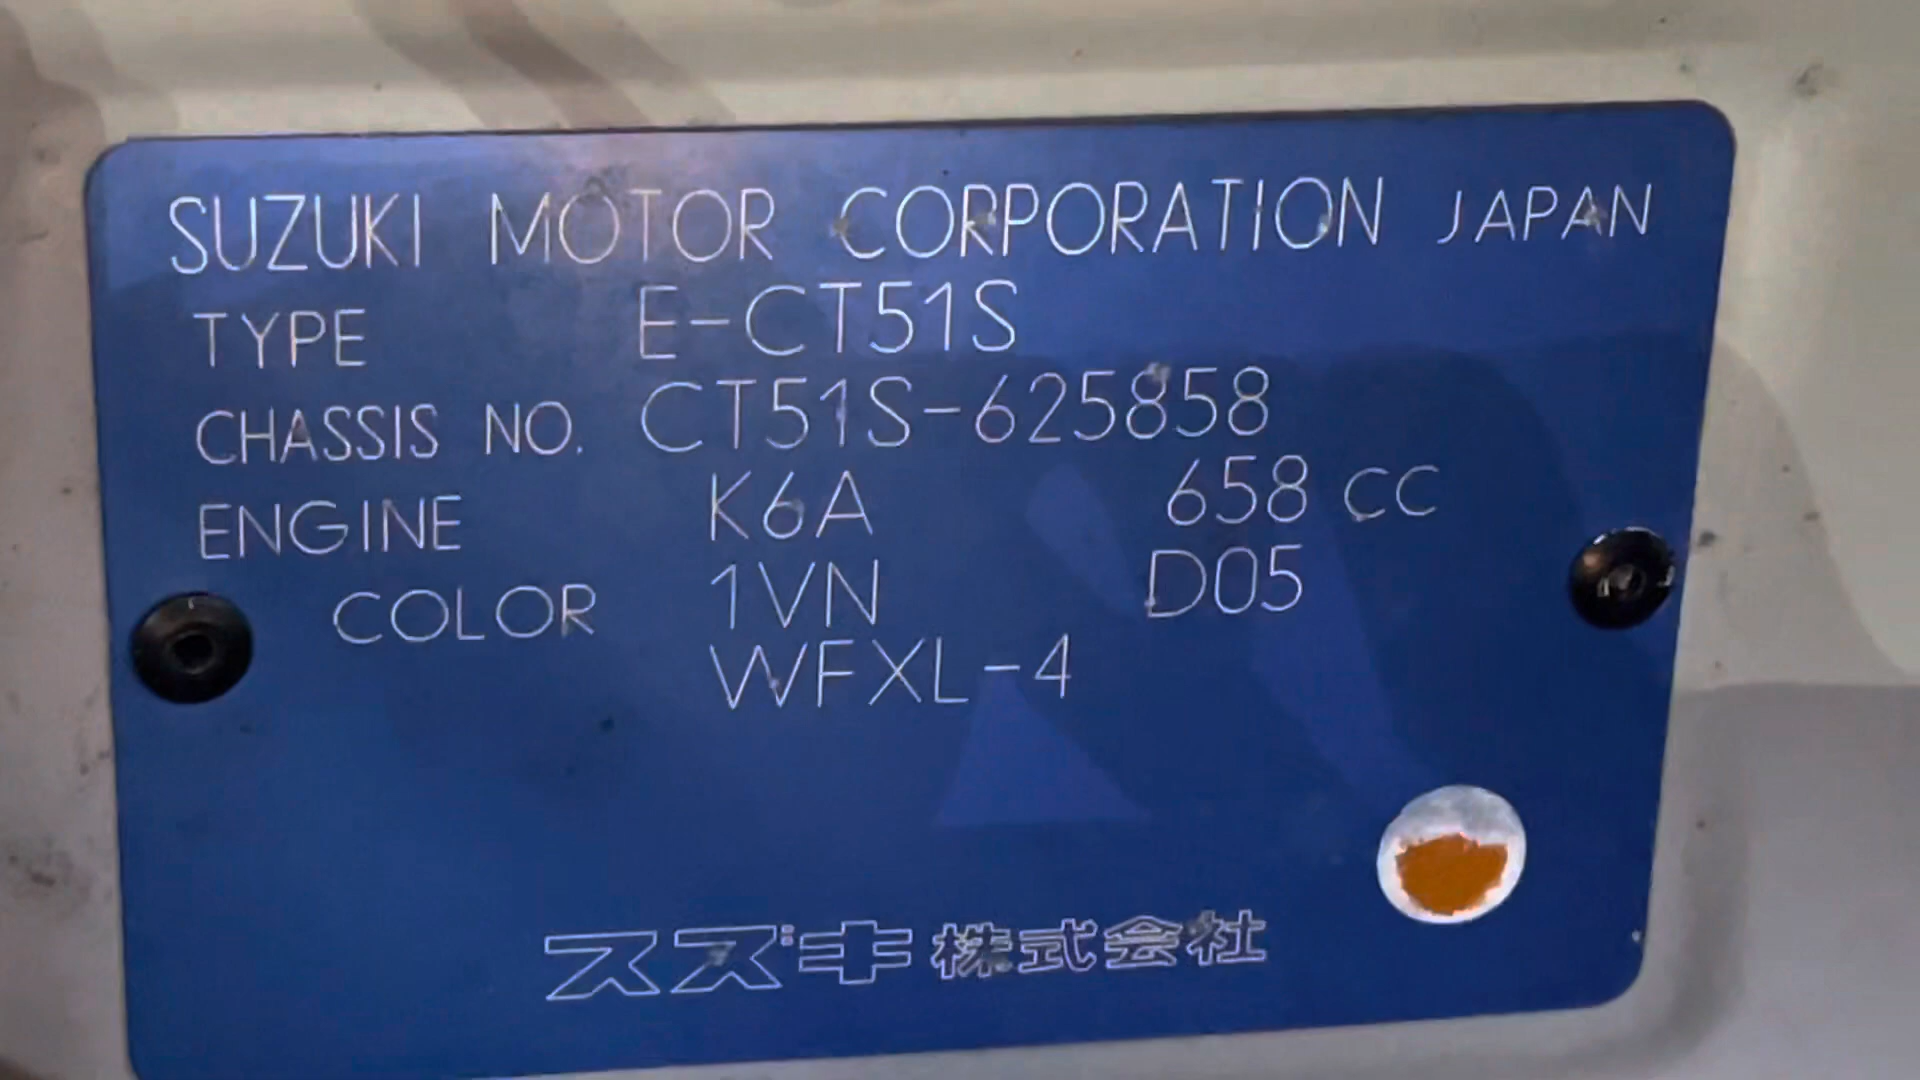 SUZUKI MOTOR CORPORATION JAPAN
TYPE E-CT51S
CHASSIS NO. CT51S-625858
ENGINE K6A 658 CC
COLOR 1VN D05
WFXL-4
スズキ株式会社